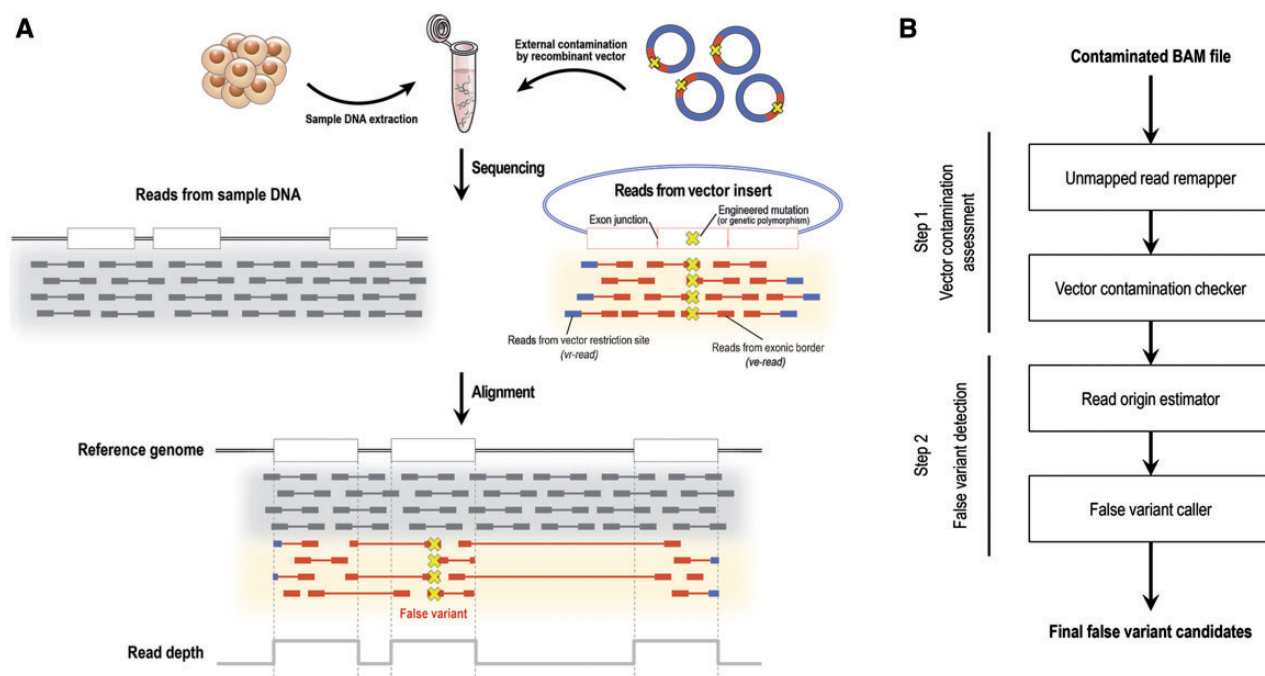 A
External contamination
by recombinant vector
Sample DNA extraction
Sequencing
Reads from sample DNA
Reads from vector insert
Exon junction
Engineered mutation
(or genetic polymorphism)
Reads from vector restriction site
(vr-read)
Reads from exonic border
(ve-read)
Alignment
Reference genome
False variant
Read depth
B
Contaminated BAM file
Step 1
Vector contamination
assessment
Unmapped read remapper
Vector contamination checker
Step 2
False variant detection
Read origin estimator
False variant caller
Final false variant candidates